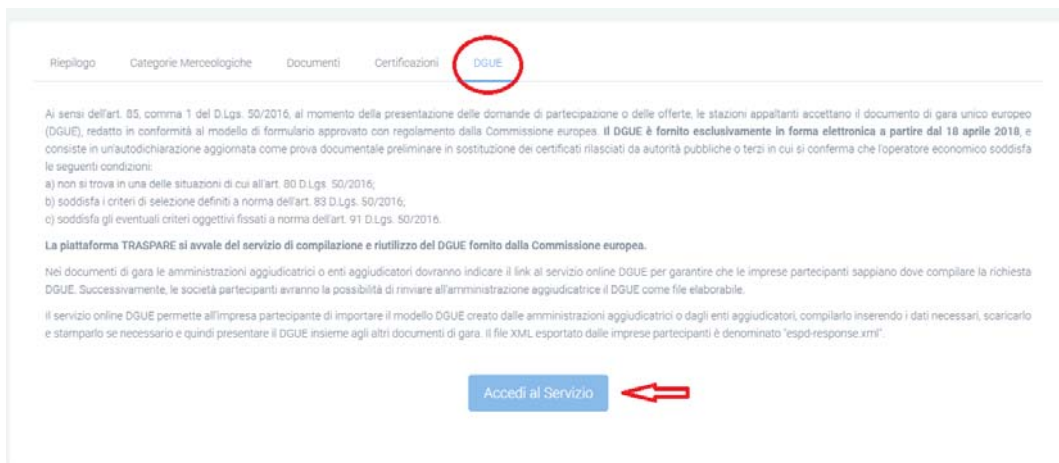 Riepilogo Categorie Merceologiche Documenti Certificazioni DGUE
Ai sensi dell'art. 85, comma 1 del D.Lgs. 50/2016, al momento della presentazione delle domande di partecipazione o delle offerte, le stazioni appaltanti accettano il documento di gara unico europeo
(DGUE), redatto in conformità al modello di formulario approvato con regolamento dalla Commissione europea. Il DGUE è fornito esclusivamente in forma elettronica a partire dal 18 aprile 2018, e
consiste in un'autodichiarazione aggiornata come prova documentale preliminare in sostituzione dei certificati rilasciati da autorità pubbliche o terzi in cui si conferma che l'operatore economico soddisfa
le seguenti condizioni:
a) non si trova in una delle situazioni di cui all'art. 80 D.Lgs. 50/2016;
b) soddisfa i criteri di selezione definiti a norma dell'art. 83 D.Lgs. 50/2016;
c) soddisfa gli eventuali criteri oggettivi fissati a norma dell'art. 91 D.Lgs. 50/2016.
La piattaforma TRASPARE si avvale del servizio di compilazione e riutilizzo del DGUE fornito dalla Commissione europea.
Nei documenti di gara le amministrazioni aggiudicatrici o enti aggiudicatori dovranno indicare il link al servizio online DGUE per garantire che le imprese partecipanti sappiano dove compilare la richiesta
DGUE. Successivamente, le società partecipanti avranno la possibilità di rinviare all'amministrazione aggiudicatrice il DGUE come file elaborabile.
Il servizio online DGUE permette all'impresa partecipante di importare il modello DGUE creato dalle amministrazioni aggiudicatrici o dagli enti aggiudicatori, compilarlo inserendo i dati necessari, scaricarlo
e stamparlo se necessario e quindi presentare il DGUE insieme agli altri documenti di gara. Il file XML esportato dalle imprese partecipanti è denominato "espd-response.xml".
Accedi al Servizio